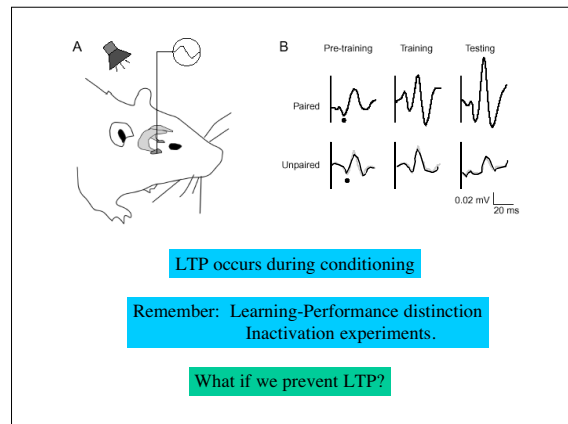 A
B
Pre-training Training Testing
Paired
Unpaired
0.02 mV
20 ms
LTP occurs during conditioning
Remember: Learning-Performance distinction
Inactivation experiments.
What if we prevent LTP?